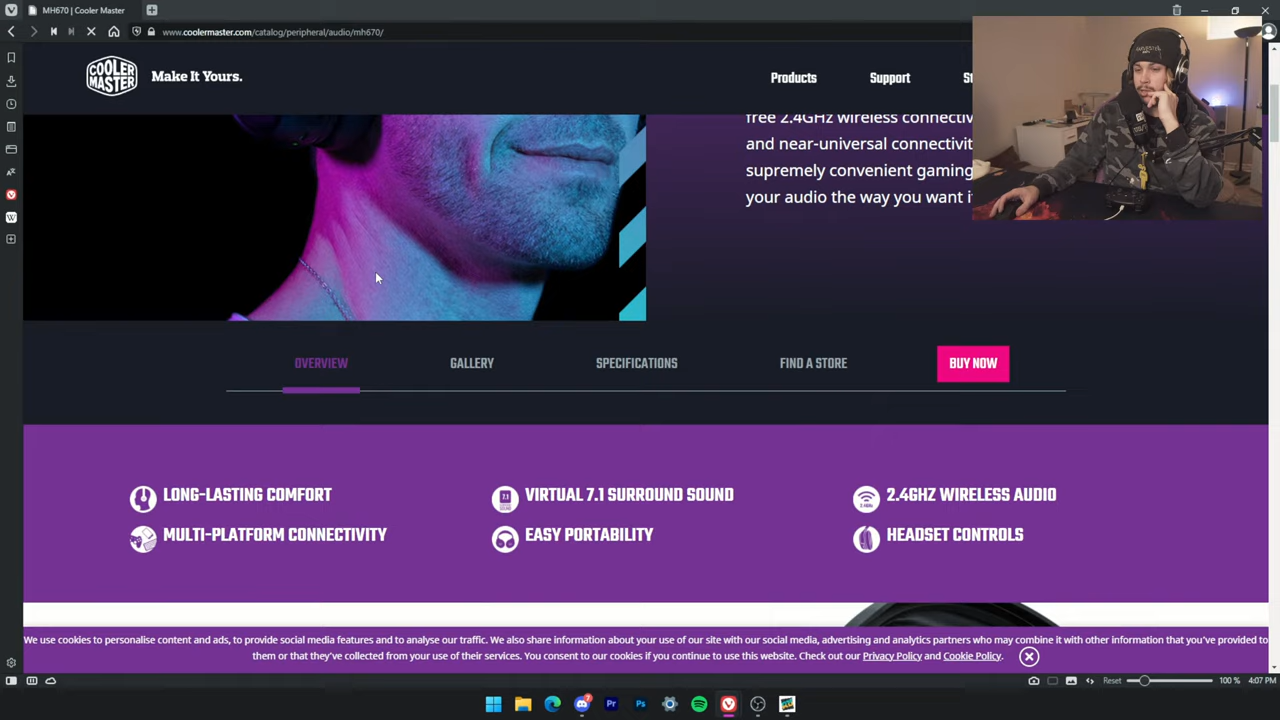 MH670 | Cooler Master
www.coolermaster.com/catalog/peripheral/audio/mh670/
COOLER
MASTER
Make It Yours.
Products
Support
free 2.4GHz wireless
and near-universal connectivity
supremely convenient gaming
your audio the way you want
OVERVIEW
GALLERY
SPECIFICATIONS
FIND A STORE
BUY NOW
LONG-LASTING COMFORT
VIRTUAL 7.1 SURROUND SOUND
2.4GHZ WIRELESS AUDIO
MULTI-PLATFORM CONNECTIVITY
EASY PORTABILITY
HEADSET CONTROLS
We use cookies to personalise content and ads, to provide social media features and to analyse our traffic. We also share information about your use of our site with our social media, advertising and analytics partners who may combine it with other information that you've provided to
them or that they've collected from your use of their services. You consent to our cookies if you continue to use this website. Check out our Privacy Policy and Cookie Policy.
Reset
100 %
4:07 PM